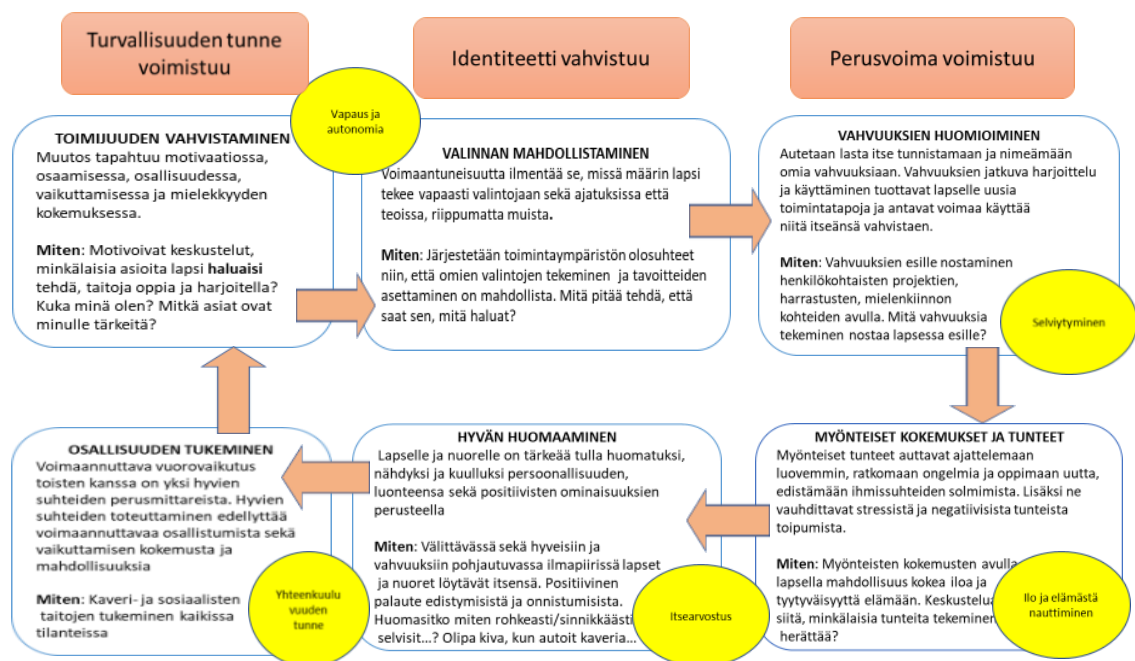 Turvallisuuden tunne
voimistuu
Identiteetti vahvistuu
Perusvoima voimistuu
Vapaus ja
autonomia
TOIMIJUUDEN VAHVISTAMINEN
Muutos tapahtuu motivaatiossa,
osaamisessa, osallisuudessa,
vaikuttamisessa ja mielekkyyden
kokemuksessa.
Miten: Motivoivat keskustelut,
minkälaisia asioita lapsi haluaisi
tehdä, taitoja oppia ja harjoitella?
Kuka minä olen? Mitkä asiat ovat
minulle tärkeitä?
VALINNAN MAHDOLLISTAMINEN
Voimaantuneisuutta ilmentää se, missä määrin lapsi
tekee vapaasti valintojaan sekä ajatuksissa että
teoissa, riippumatta muista.
Miten: Järjestetään toimintaympäristön olosuhteet
niin, että omien valintojen tekeminen ja tavoitteiden
asettaminen on mahdollista. Mitä pitää tehdä, että
saat sen, mitä haluat?
VAHVUUKSIEN HUOMIOIMINEN
Autetaan lasta itse tunnistamaan ja nimeämään
omia vahvuuksiaan. Vahvuuksien jatkuva harjoittelu
ja käyttäminen tuottavat lapselle uusia
toimintatapoja ja antavat voimaa käyttää
niitä itseänsä vahvistaen.
Miten: Vahvuuksien esille nostaminen
henkilökohtaisten projektien,
harrastusten, mielenkiinnon
kohteiden avulla. Mitä vahvuuksia
tekeminen nostaa lapsessa esille?
Selviytyminen
OSALLISUUDEN TUKEMINEN
Voimaannuttava vuorovaikutus
toisten kanssa on yksi hyvien
suhteiden perusmittareista. Hyvien
suhteiden toteuttaminen edellyttää
voimaannuttavaa osallistumista sekä
vaikuttamisen kokemusta ja
mahdollisuuksia
Miten: Kaveri- ja sosiaalisten
taitojen tukeminen kaikissa
tilanteissa
Yhteenkuulu
vuuden
tunne
HYVÄN HUOMAAMINEN
Lapselle ja nuorelle on tärkeää tulla huomatuksi,
nähdyksi ja kuulluksi persoonallisuuden,
luonteensa sekä positiivisten ominaisuuksien
perusteella
Miten: Välittävässä sekä hyveisiin ja
vahvuuksiin pohjautuvassa ilmapiirissä lapset
ja nuoret löytävät itsensä. Positiivinen
palaute edistymisistä ja onnistumisista.
Huomasitko miten rohkeasti/sinnikkäästi
selvisit...? Olipa kiva, kun autoit kaveria...
Itsearvostus
MYÖNTEISET KOKEMUKSET JA TUNTEET
Myönteiset tunteet auttavat ajattelemaan
luovemmin, ratkomaan ongelmia ja oppimaan uutta,
edistämään ihmissuhteiden solmimista. Lisäksi ne
vauhdittavat stressistä ja negatiivisista tunteista
toipumista.
Miten: Myönteisten kokemusten avulla
lapsella mahdollisuus kokea iloa ja
tyytyväisyyttä elämään.
siitä, minkälaisia tunteita tekeminen
herättää?
Ilo ja elämästä
nauttiminen